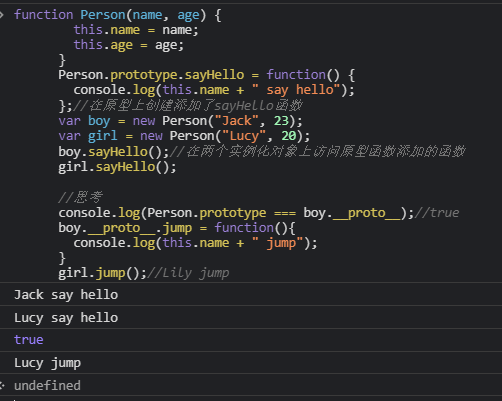 function Person(name, age) {
this.name = name;
this.age = age;
}
Person.prototype.sayHello = function() {
console.log(this.name + " say hello");
};//在原型上创建添加了sayHello函数
var boy = new Person("Jack", 23);
var girl = new Person("Lucy", 20);
boy.sayHello();//在两个实例化对象上访问原型函数添加的函数
girl.sayHello();
//思考
console.log(Person.prototype === boy.__proto__);//true
boy.__proto__.jump = function(){
console.log(this.name + " jump");
}
girl.jump();//Lily jump
Jack say hello
Lucy say hello
true
Lucy jump
undefined